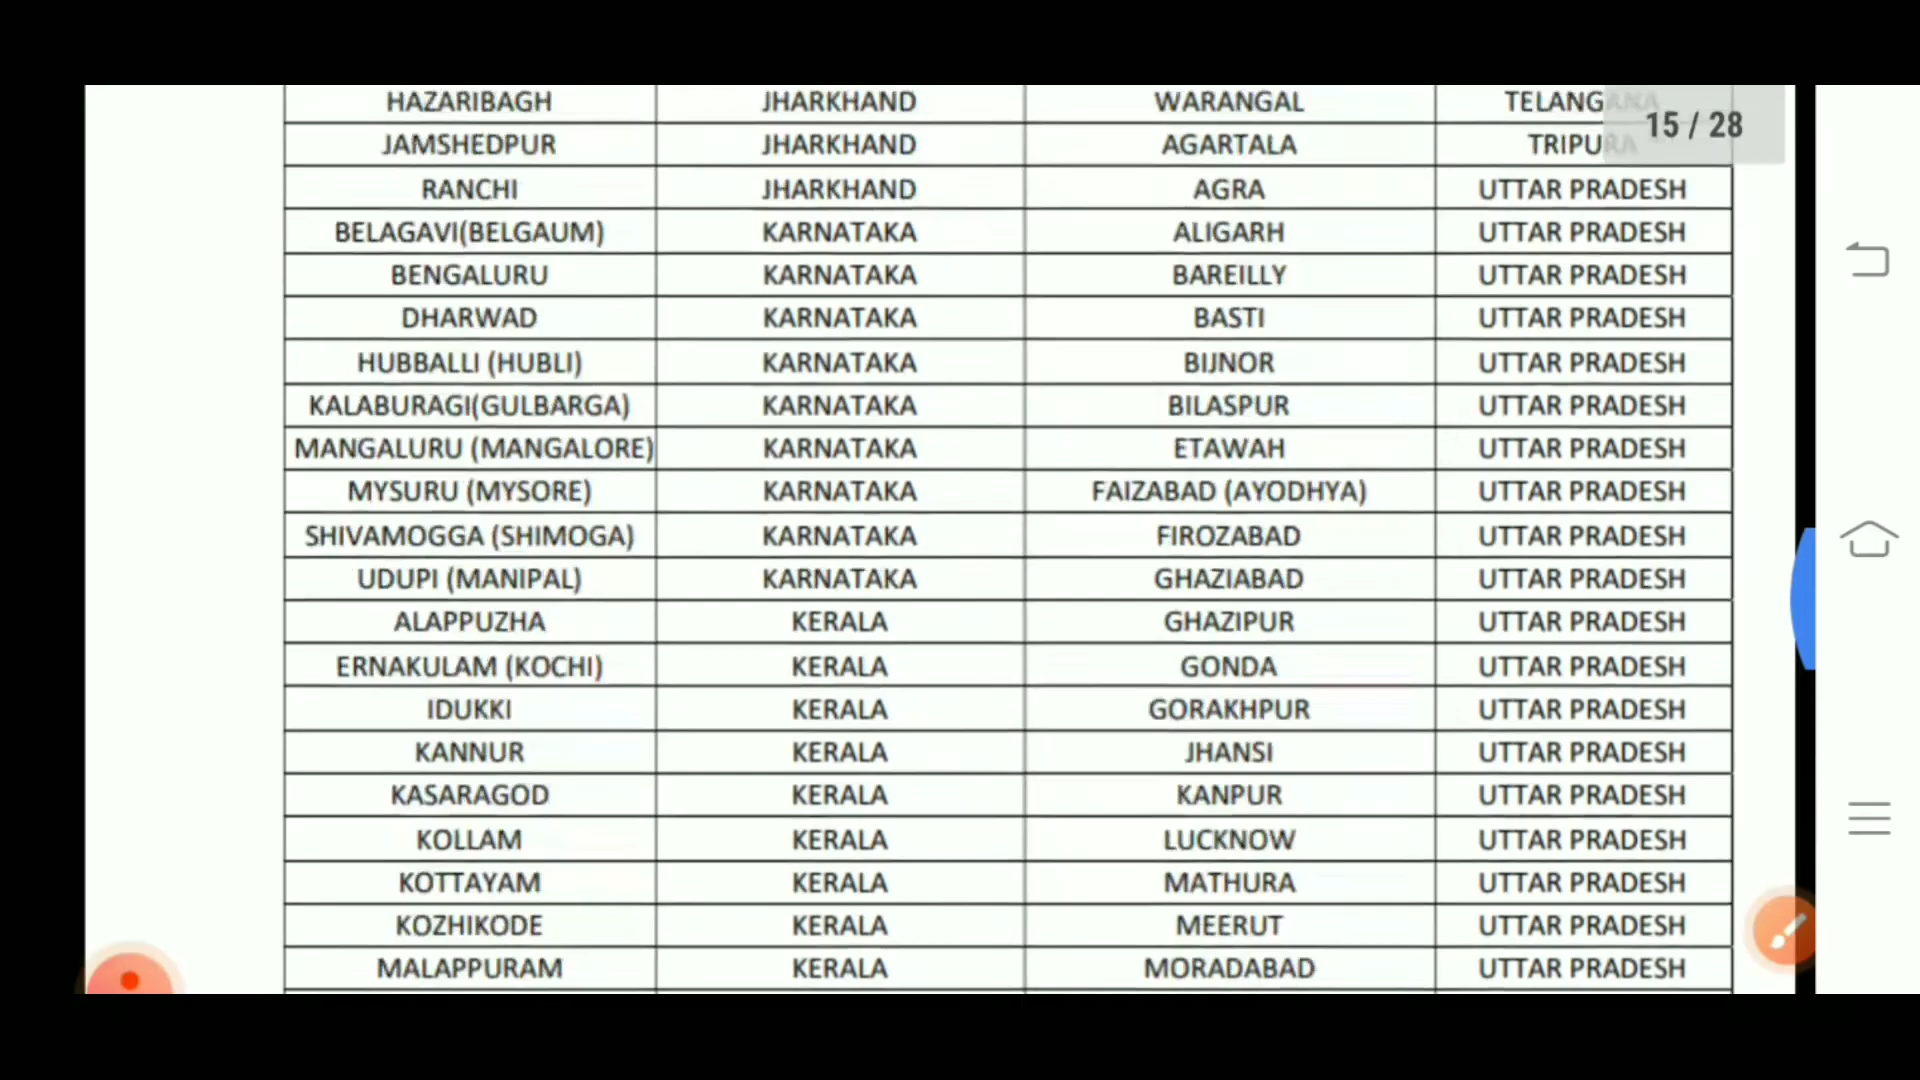 HAZARIBAGH JHARKHAND WARANGAL TELANGANA
15 / 28
JAMSHEDPUR JHARKHAND AGARTALA TRIPURA
RANCHI JHARKHAND AGRA UTTAR PRADESH
BELAGAVI(BELGAUM) KARNATAKA ALIGARH UTTAR PRADESH
BENGALURU KARNATAKA BAREILLY UTTAR PRADESH
DHARWAD KARNATAKA BASTI UTTAR PRADESH
HUBBALLI (HUBLI) KARNATAKA BIJNOR UTTAR PRADESH
KALABURAGI(GULBARGA) KARNATAKA BILASPUR UTTAR PRADESH
MANGALURU (MANGALORE) KARNATAKA ETAWAH UTTAR PRADESH
MYSURU (MYSORE) KARNATAKA FAIZABAD (AYODHYA) UTTAR PRADESH
SHIVAMOGGA (SHIMOGA) KARNATAKA FIROZABAD UTTAR PRADESH
UDUPI (MANIPAL) KARNATAKA GHAZIABAD UTTAR PRADESH
ALAPPUZHA KERALA GHAZIPUR UTTAR PRADESH
ERNAKULAM (KOCHI) KERALA GONDA UTTAR PRADESH
IDUKKI KERALA GORAKHPUR UTTAR PRADESH
KANNUR KERALA JHANSI UTTAR PRADESH
KASARAGOD KERALA KANPUR UTTAR PRADESH
KOLLAM KERALA LUCKNOW UTTAR PRADESH
KOTTAYAM KERALA MATHURA UTTAR PRADESH
KOZHIKODE KERALA MEERUT UTTAR PRADESH
MALAPPURAM KERALA MORADABAD UTTAR PRADESH